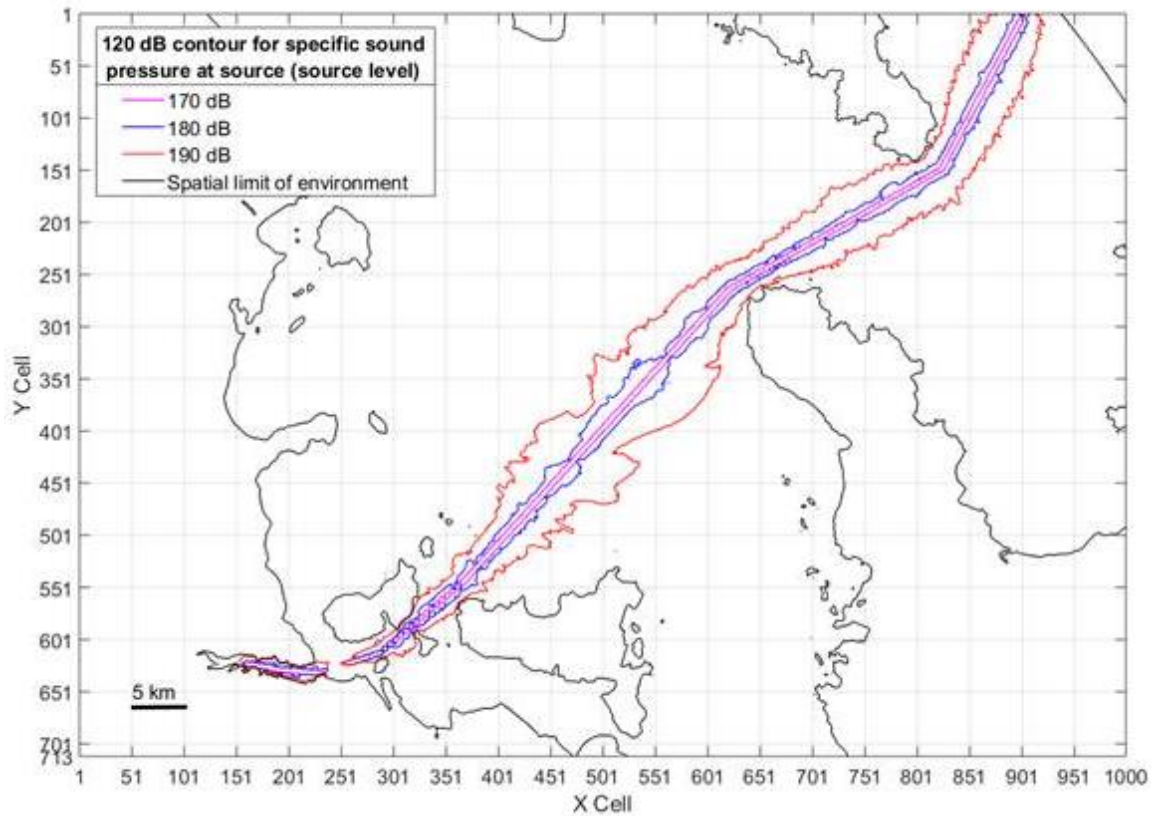 120 dB contour for specific sound
pressure at source (source level)
170 dB
180 dB
190 dB
Spatial limit of environment
1
51
101
151
201
251
301
351
401
451
501
551
601
651
701
713
Y Cell
5 km
1 51 101 151 201 251 301 351 401 451 501 551 601 651 701 751 801 851 901 951 1000
X Cell